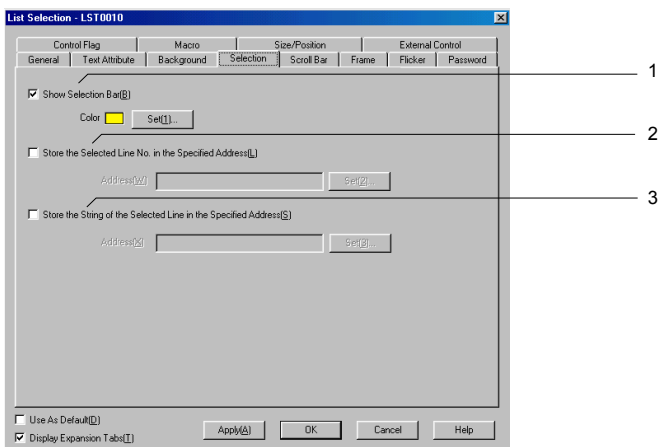 List Selection - LST0010
Control Flag Macro Size/Position External Control
General Text Attribute Background Selection Scroll Bar Frame Flicker Password
1
Show Selection Bar(B)
Color Set(1)...
2
Store the Selected Line No. in the Specified Address(L)
Address(W) Set(2)...
3
Store the String of the Selected Line in the Specified Address(S)
Address(X) Set(3)...
Use As Default(D)
Display Expansion Tabs(T)
Apply(A) OK Cancel Help